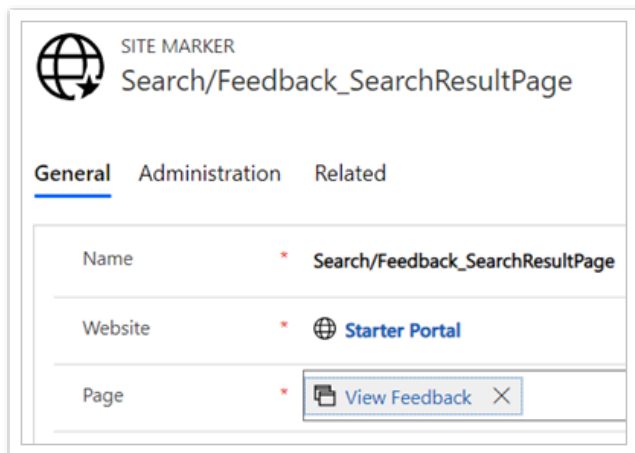 SITE MARKER
Search/Feedback_SearchResultPage
General Administration Related
Name * Search/Feedback_SearchResultPage
Website * Starter Portal
Page * View Feedback